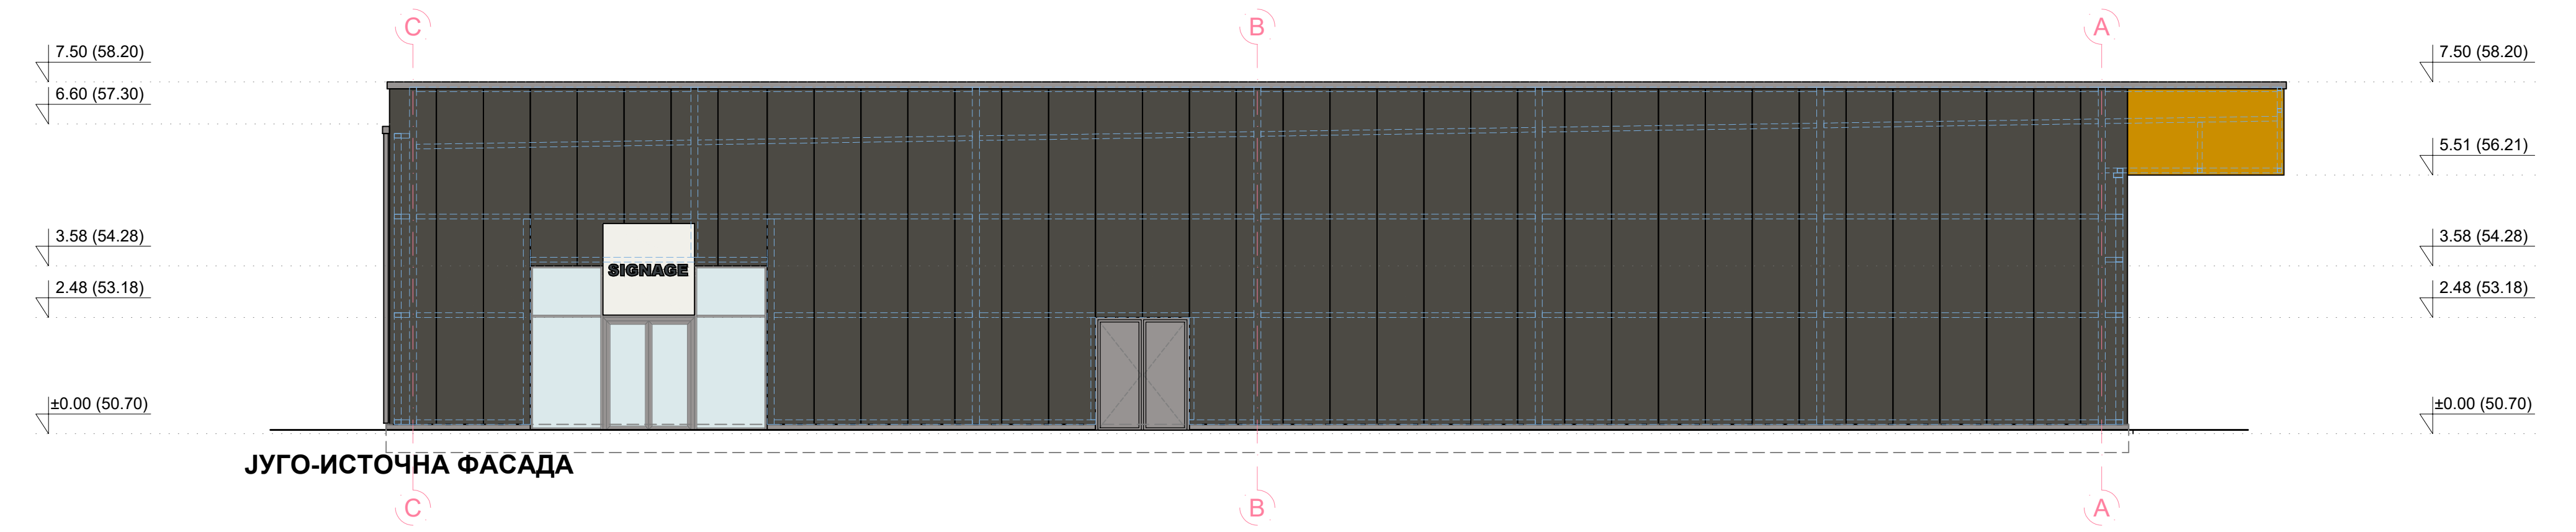 C B A
7.50 (58.20) 7.50 (58.20)
6.60 (57.30)
5.51 (56.21)
3.58 (54.28) 3.58 (54.28)
SIGNAGE
2.48 (53.18) 2.48 (53.18)
±0.00 (50.70) ±0.00 (50.70)
ЈУГО-ИСТОЧНА ФАСАДА
C B A